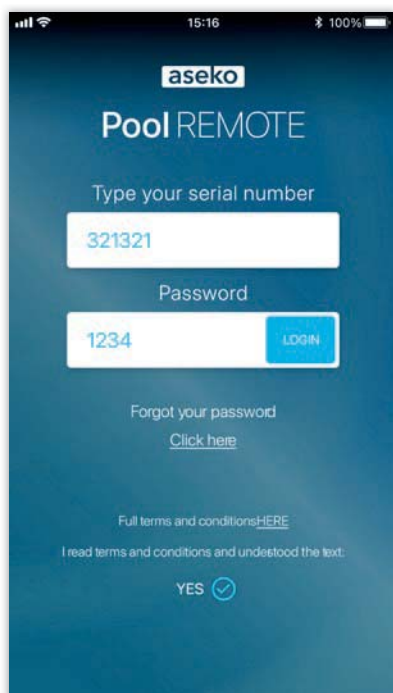 15:16 100%
aseko
Pool REMOTE
Type your serial number
321321
Password
1234 LOGIN
Forgot your password
Click here
Full terms and conditionsHERE
I read terms and conditions and undestood the text:
YES